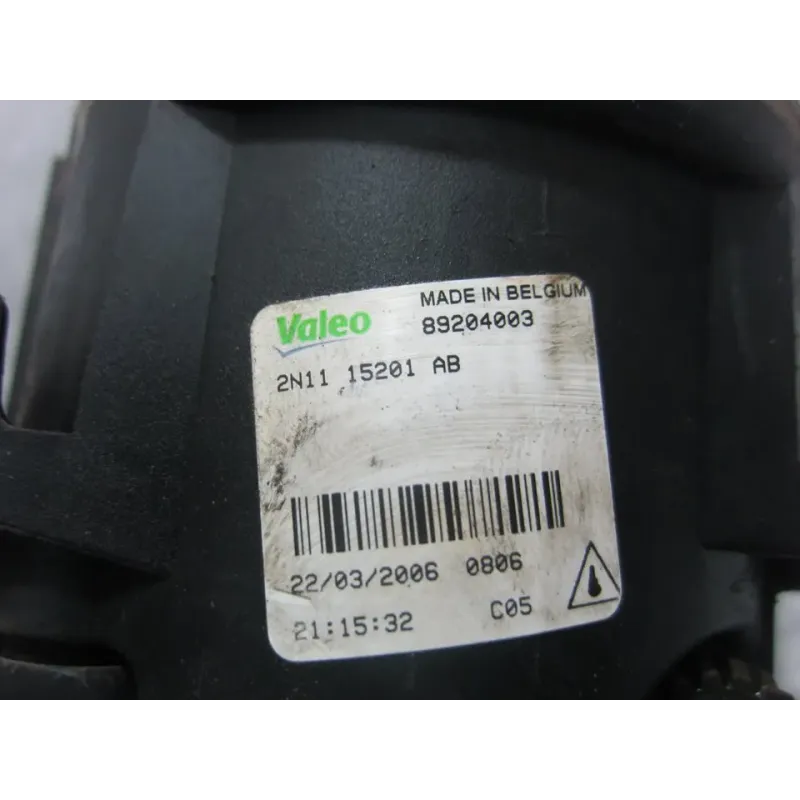 Valeo MADE IN BELGIUM
89204003
2N11 15201 AB
22/03/2006 0806
21:15:32 C05